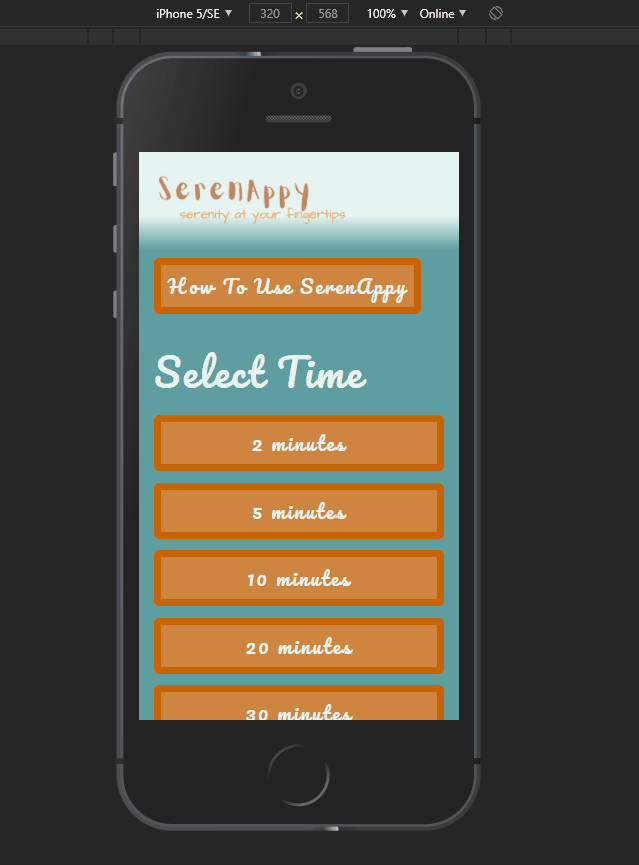 iPhone 5/SE ▼ 320 × 568 100% ▼ Online ▼
SerenAppy
serenity at your fingertips
How To Use SerenAppy
Select Time
2 minutes
5 minutes
10 minutes
20 minutes
30 minutes